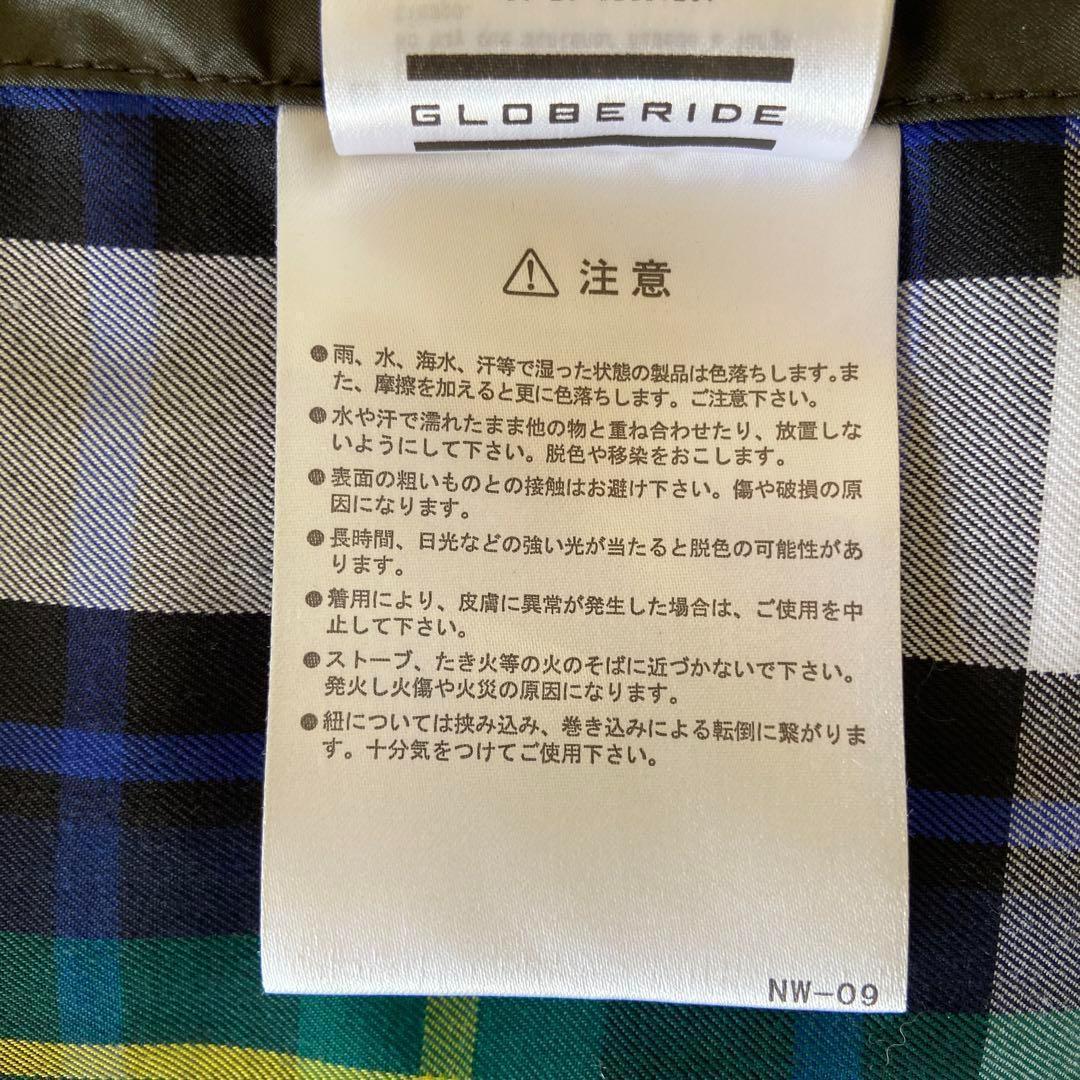 GLOBERIDE
注意
●雨、水、海水、汗等で湿った状態の製品は色落ちします。ま
た、摩擦を加えると更に色落ちします。ご注意下さい。
●水や汗で濡れたまま他の物と重ね合わせたり、放置しな
いようにして下さい。脱色や移染をおこします。
●表面の粗いものとの接触はお避け下さい。傷や破損の原
因になります。
●長時間、日光などの強い光が当たると脱色の可能性があ
ります。
●着用により、皮膚に異常が発生した場合は、ご使用を中
止して下さい。
●ストーブ、たき火等の火のそばに近づかないで下さい。
発火し火傷や火災の原因になります。
●紐については挟み込み、巻き込みによる転倒に繋がりま
す。十分気をつけてご使用下さい。
NW-09